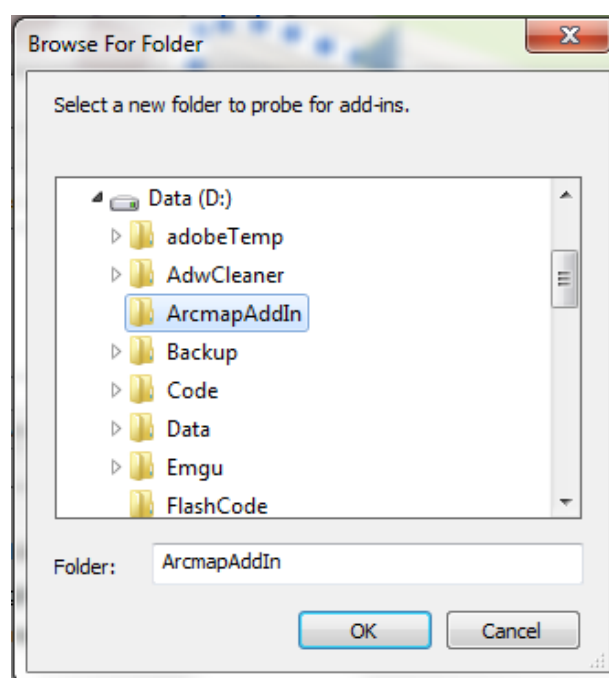 Browse For Folder
Select a new folder to probe for add-ins.
Data (D:)
adobeTemp
AdwCleaner
ArcmapAddIn
Backup
Code
Data
Emgu
FlashCode
Folder: ArcmapAddIn
OK Cancel